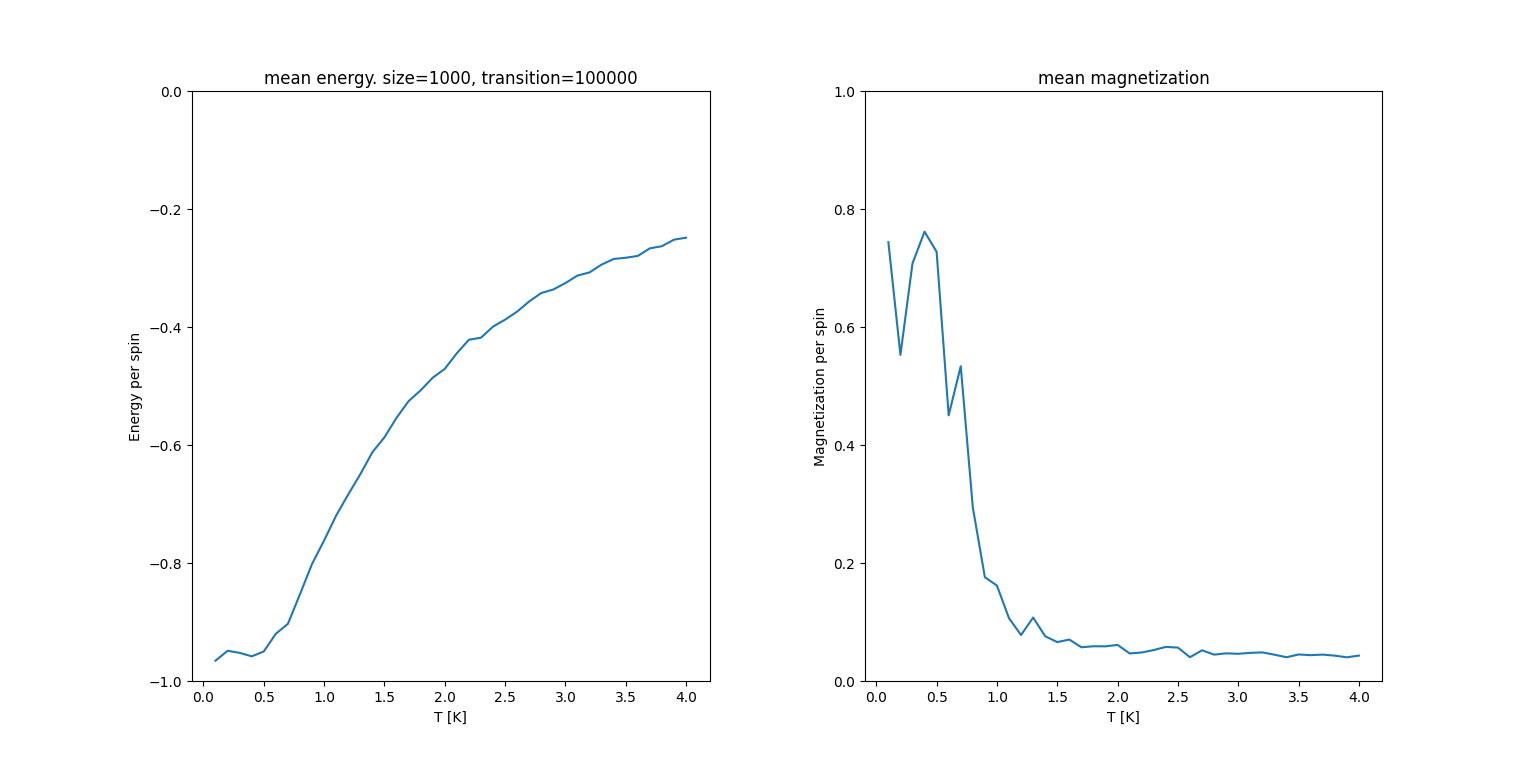 mean energy. size=1000, transition=100000
Energy per spin
0.0
−0.2
−0.4
−0.6
−0.8
−1.0
0.0 0.5 1.0 1.5 2.0 2.5 3.0 3.5 4.0
T [K]
mean magnetization
Magnetization per spin
1.0
0.8
0.6
0.4
0.2
0.0
0.0 0.5 1.0 1.5 2.0 2.5 3.0 3.5 4.0
T [K]